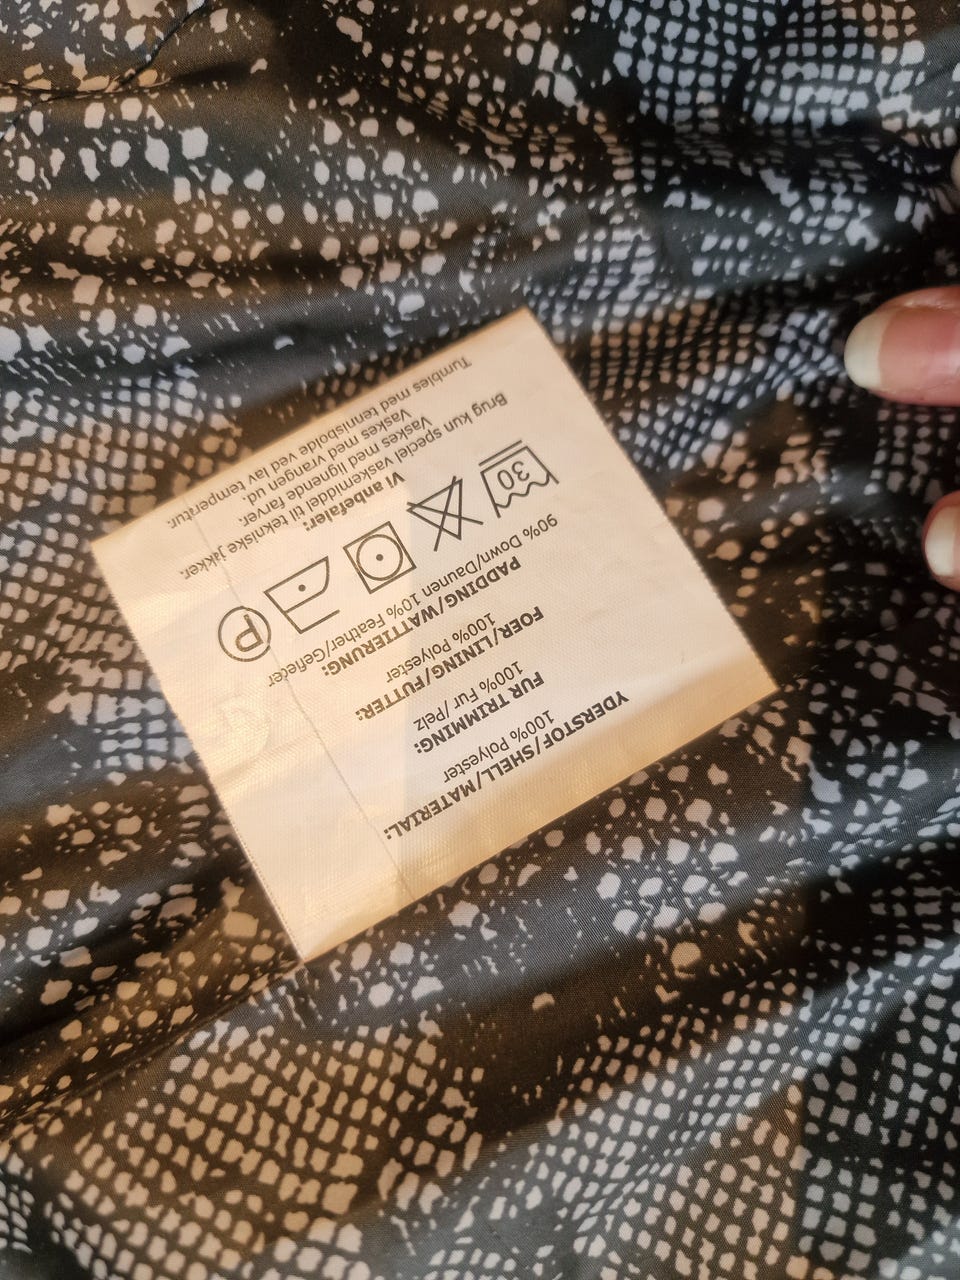 YDERSTOF/SHELL/MATERIAL:
100% Polyester
FUR TRIMMING:
100% Fur /Pelz
FOER/LINING/FUTTER:
100% Polyester
PADDING/WATTIERUNG:
90% Down/Daunen 10% Feather/Gefieder
30 P
Vi anbefaler:
Brug kun speciel vaskemiddel til tekniske jakker.
Vaskes med lignende farver.
Vaskes med vrangen ud.
Tumbles med tennisbolde ved lav temperatur.